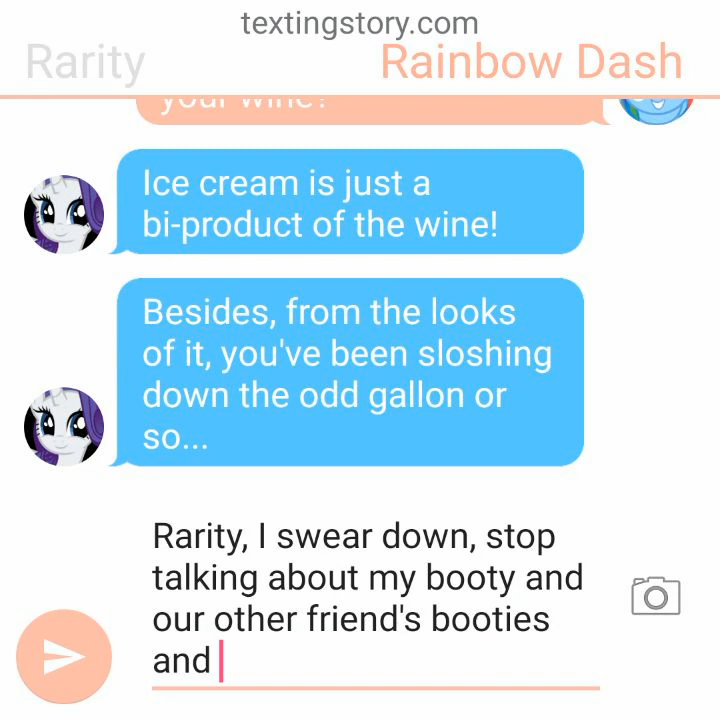 textingstory.com
Rarity Rainbow Dash
your wine?
Ice cream is just a
bi-product of the wine!
Besides, from the looks
of it, you've been sloshing
down the odd gallon or
so...
Rarity, I swear down, stop
talking about my booty and
our other friend's booties
and